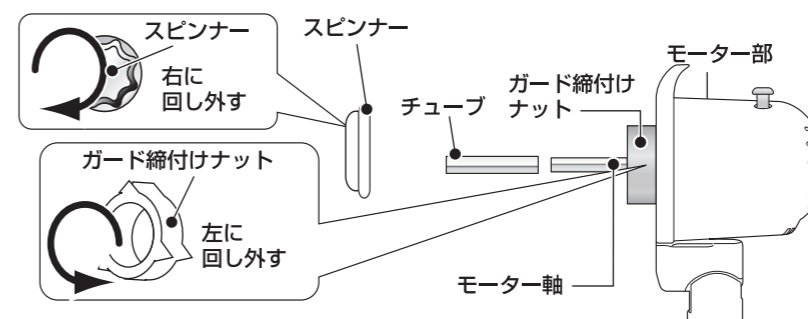 スピンナー
右に
回し外す
スピンナー
チューブ
ガード締付け
ナット
モーター部
ガード締付けナット
左に
回し外す
モーター軸